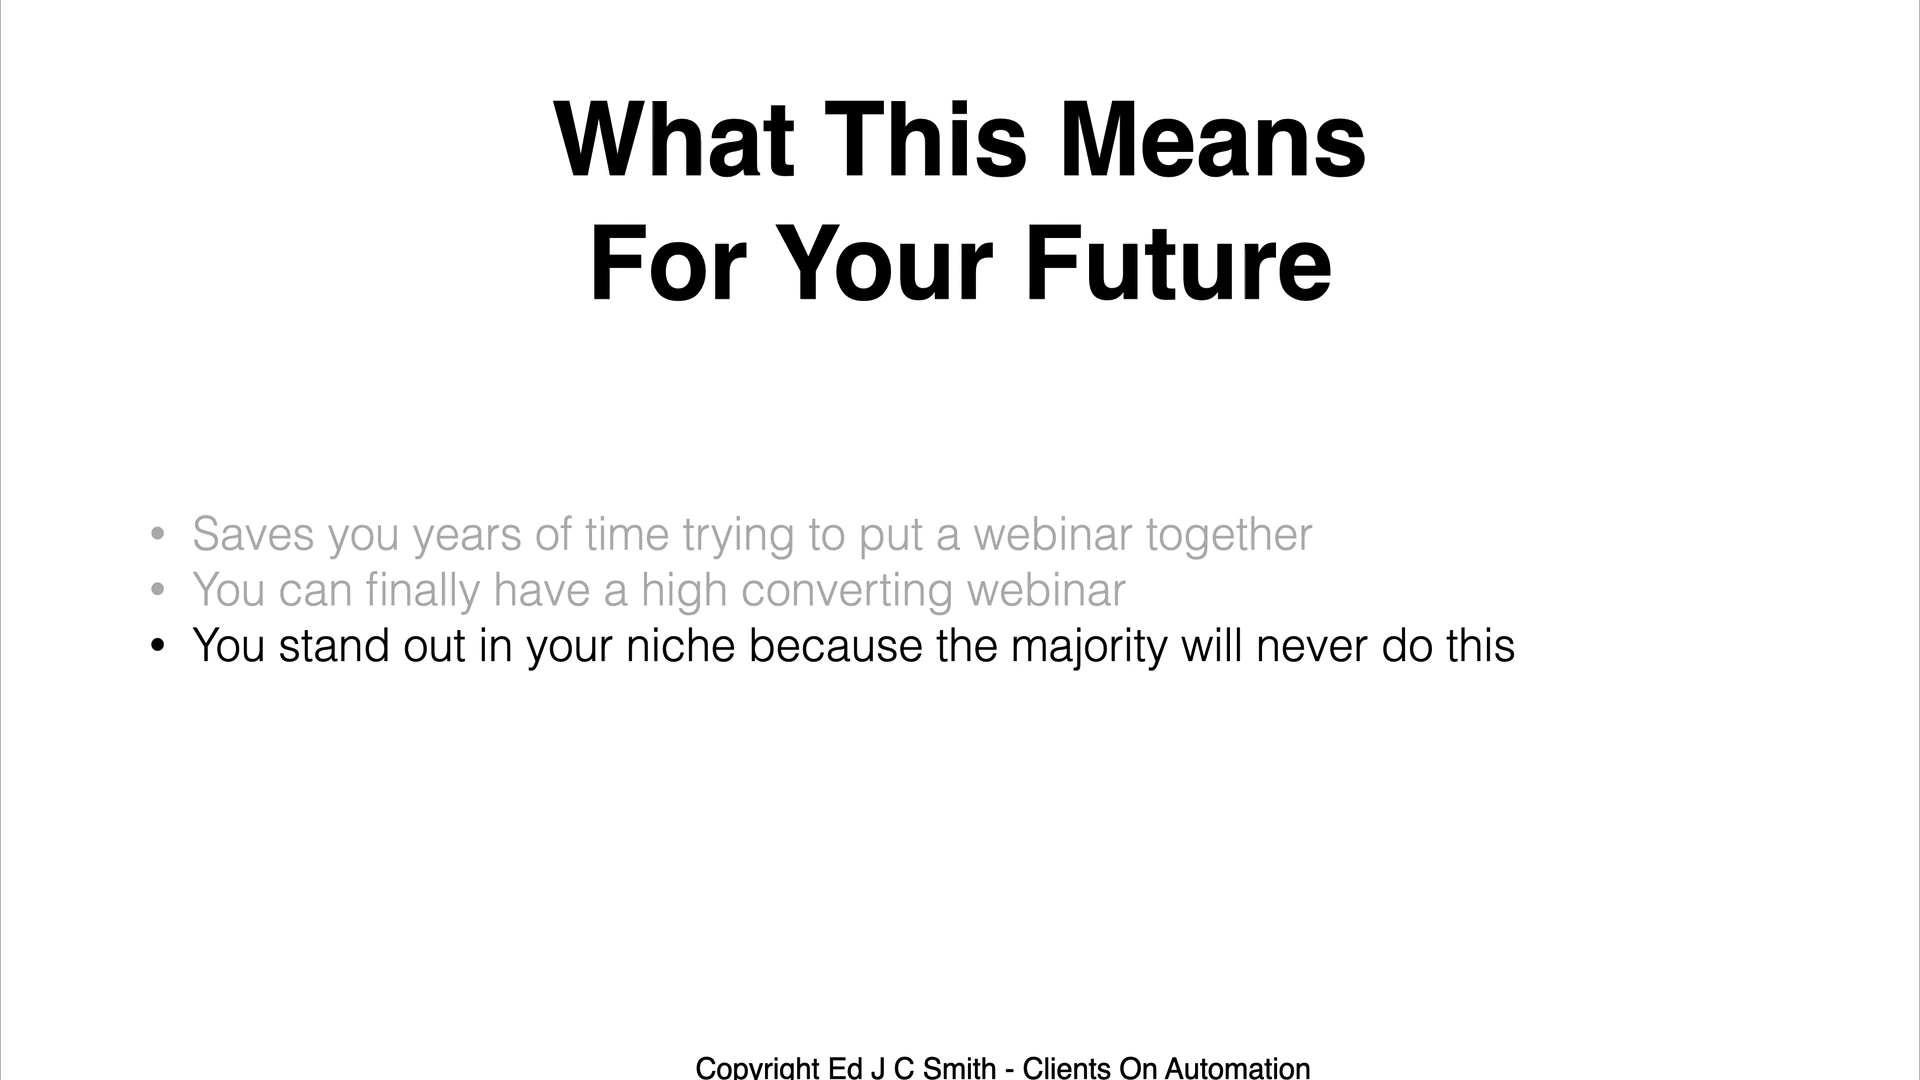 What This Means
For Your Future
• Saves you years of time trying to put a webinar together
• You can finally have a high converting webinar
• You stand out in your niche because the majority will never do this
Copyright Ed J C Smith - Clients On Automation